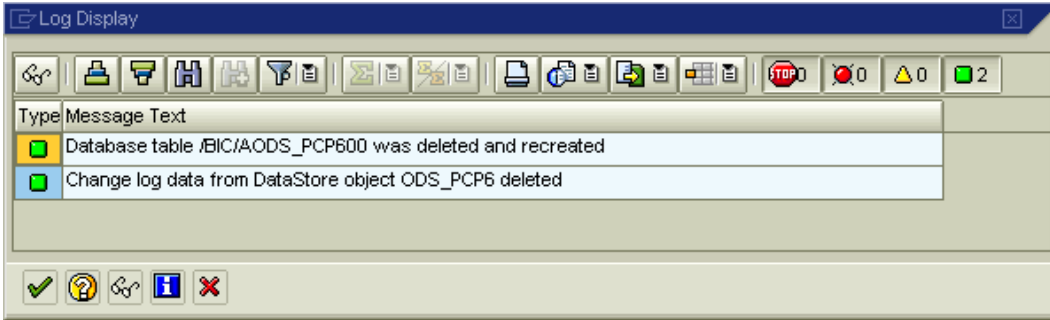 Log Display
STOP 0 0 0 2
Type Message Text
Database table /BIC/AODS_PCP600 was deleted and recreated
Change log data from DataStore object ODS_PCP6 deleted